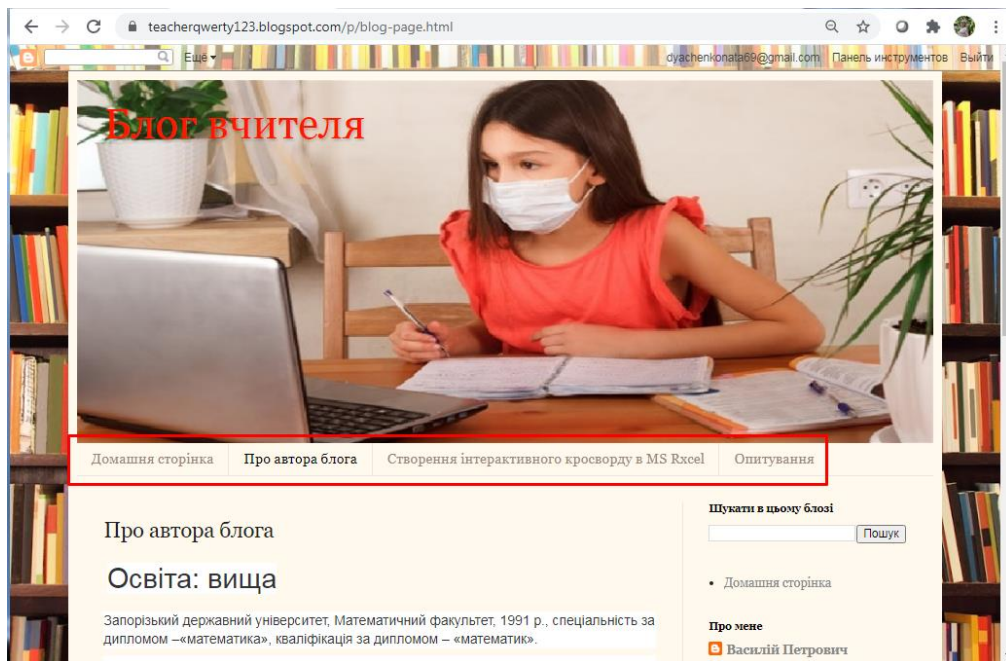 teacherqwerty123.blogspot.com/p/blog-page.html
Ещё
dyachenkonata69@gmail.com Панель инструментов Выйти
Блог вчителя
Домашня сторінка Про автора блога Створення інтерактивного кросворду в MS Rxcel Опитування
Про автора блога
Освіта: вища
Запорізький державний університет, Математичний факультет, 1991 р., спеціальність за
дипломом –«математика», кваліфікація за дипломом – «математик».
Шукати в цьому блозі
Пошук
Домашня сторінка
Про мене
Василій Петрович